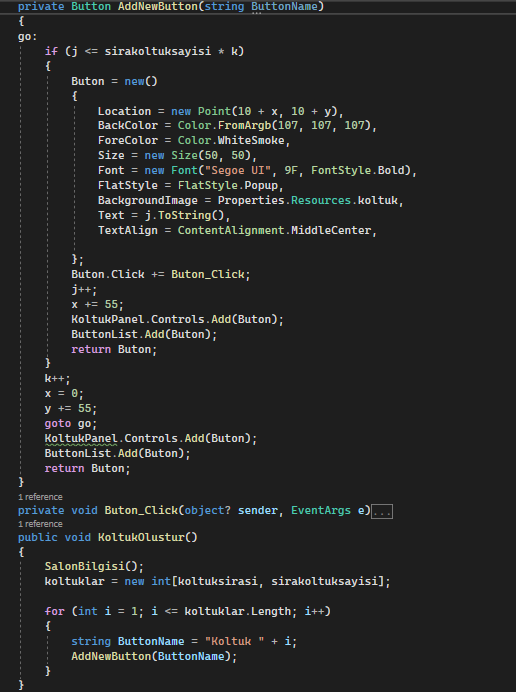 private Button AddNewButton(string ButtonName)
{
go:
if (j <= sirakoltuksayisi * k)
{
Buton = new()
{
Location = new Point(10 + x, 10 + y),
BackColor = Color.FromArgb(107, 107, 107),
ForeColor = Color.WhiteSmoke,
Size = new Size(50, 50),
Font = new Font("Segoe UI", 9F, FontStyle.Bold),
FlatStyle = FlatStyle.Popup,
BackgroundImage = Properties.Resources.koltuk,
Text = j.ToString(),
TextAlign = ContentAlignment.MiddleCenter,
};
Buton.Click += Buton_Click;
j++;
x += 55;
KoltukPanel.Controls.Add(Buton);
ButtonList.Add(Buton);
return Buton;
}
k++;
x = 0;
y += 55;
goto go;
KoltukPanel.Controls.Add(Buton);
ButtonList.Add(Buton);
return Buton;
}
1 reference
private void Buton_Click(object? sender, EventArgs e)...
1 reference
public void KoltukOlustur()
{
SalonBilgisi();
koltuklar = new int[koltuksirasi, sirakoltuksayisi];
for (int i = 1; i <= koltuklar.Length; i++)
{
string ButtonName = "Koltuk " + i;
AddNewButton(ButtonName);
}
}